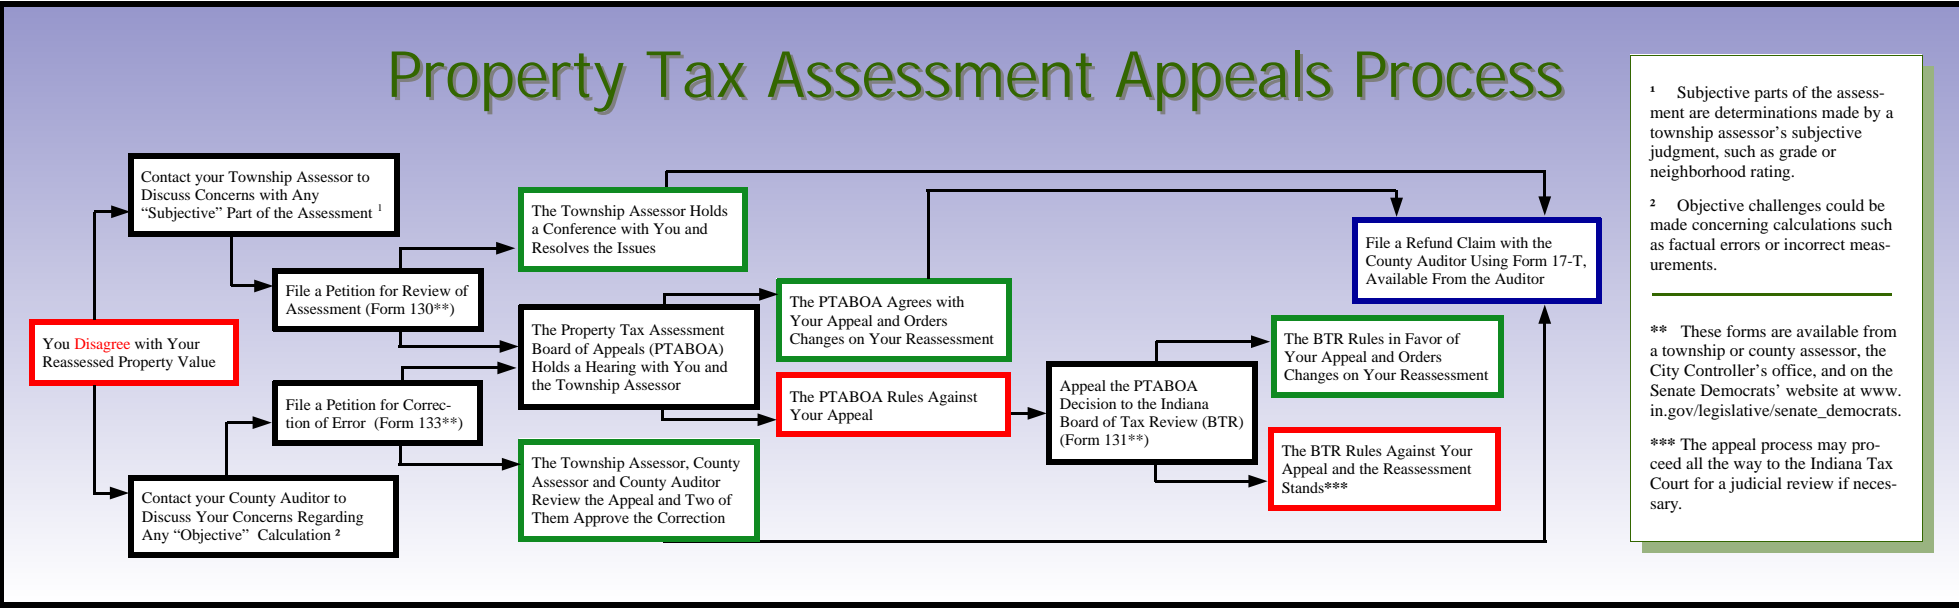 Property Tax Assessment Appeals Process
Contact your Township Assessor to
Discuss Concerns with Any
“Subjective” Part of the Assessment ¹
File a Petition for Review of
Assessment (Form 130**)
You Disagree with Your
Reassessed Property Value
File a Petition for Correc-
tion of Error (Form 133**)
Contact your County Auditor to
Discuss Your Concerns Regarding
Any “Objective” Calculation ²
The Township Assessor Holds
a Conference with You and
Resolves the Issues
The Property Tax Assessment
Board of Appeals (PTABOA)
Holds a Hearing with You and
the Township Assessor
The Township Assessor, County
Assessor and County Auditor
Review the Appeal and Two of
Them Approve the Correction
The PTABOA Agrees with
Your Appeal and Orders
Changes on Your Reassessment
The PTABOA Rules Against
Your Appeal
Appeal the PTABOA
Decision to the Indiana
Board of Tax Review (BTR)
(Form 131**)
File a Refund Claim with the
County Auditor Using Form 17-T,
Available From the Auditor
The BTR Rules in Favor of
Your Appeal and Orders
Changes on Your Reassessment
The BTR Rules Against Your
Appeal and the Reassessment
Stands***
¹ Subjective parts of the assess-
ment are determinations made by a
township assessor’s subjective
judgment, such as grade or
neighborhood rating.
² Objective challenges could be
made concerning calculations such
as factual errors or incorrect meas-
urements.
** These forms are available from
a township or county assessor, the
City Controller’s office, and on the
Senate Democrats’ website at www.
in.gov/legislative/senate_democrats.
*** The appeal process may pro-
ceed all the way to the Indiana Tax
Court for a judicial review if neces-
sary.